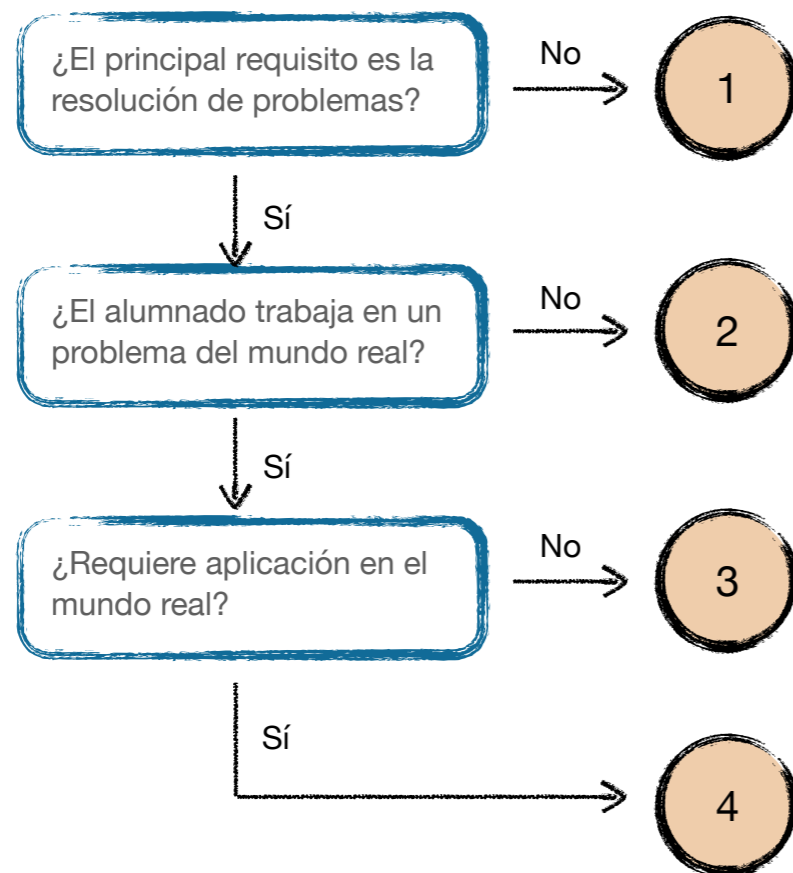 ¿El principal requisito es la
resolución de problemas?
No
1
Sí
¿El alumnado trabaja en un
problema del mundo real?
No
2
Sí
¿Requiere aplicación en el
mundo real?
No
3
Sí
4